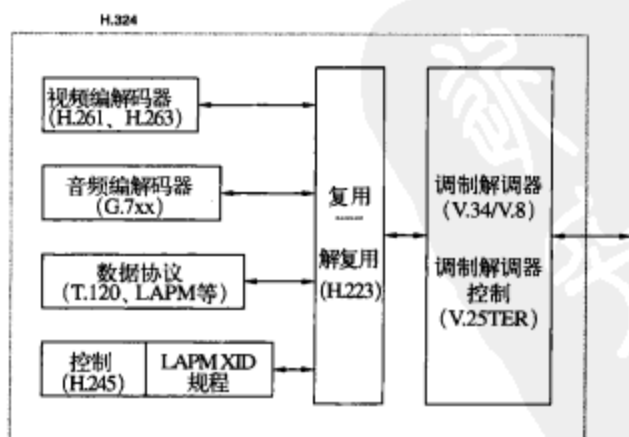 H.324
视频编解码器
(H.261、H.263)
音频编解码器
(G.7xx)
数据协议
(T.120、LAPM等)
控制
(H.245)
LAPM XID
规程
复用
解复用
(H.223)
调制解调器
(V.34/V.8)
调制解调器
控制
(V.25TER)